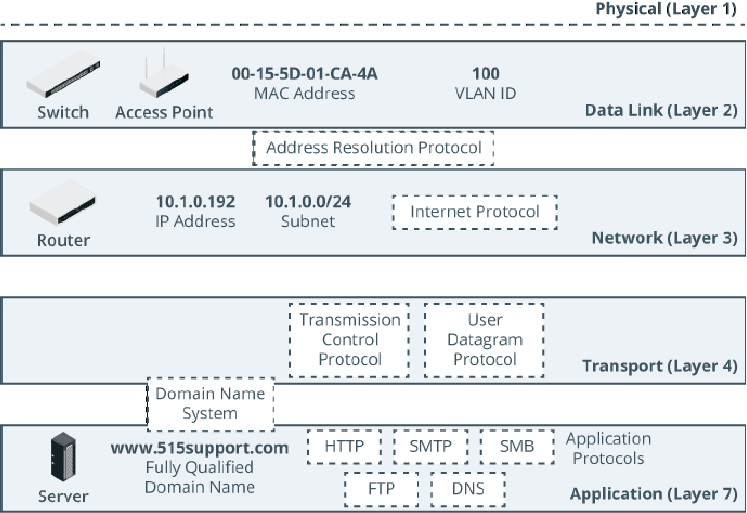 Physical (Layer 1)
00-15-5D-01-CA-4A
MAC Address
100
VLAN ID
Switch
Access Point
Data Link (Layer 2)
Address Resolution Protocol
10.1.0.192
IP Address
10.1.0.0/24
Subnet
Internet Protocol
Router
Network (Layer 3)
Transmission
Control
Protocol
User
Datagram
Protocol
Transport (Layer 4)
Domain Name
System
www.515support.com
Fully Qualified
Domain Name
HTTP
SMTP
SMB
Application
Protocols
FTP
DNS
Server
Application (Layer 7)